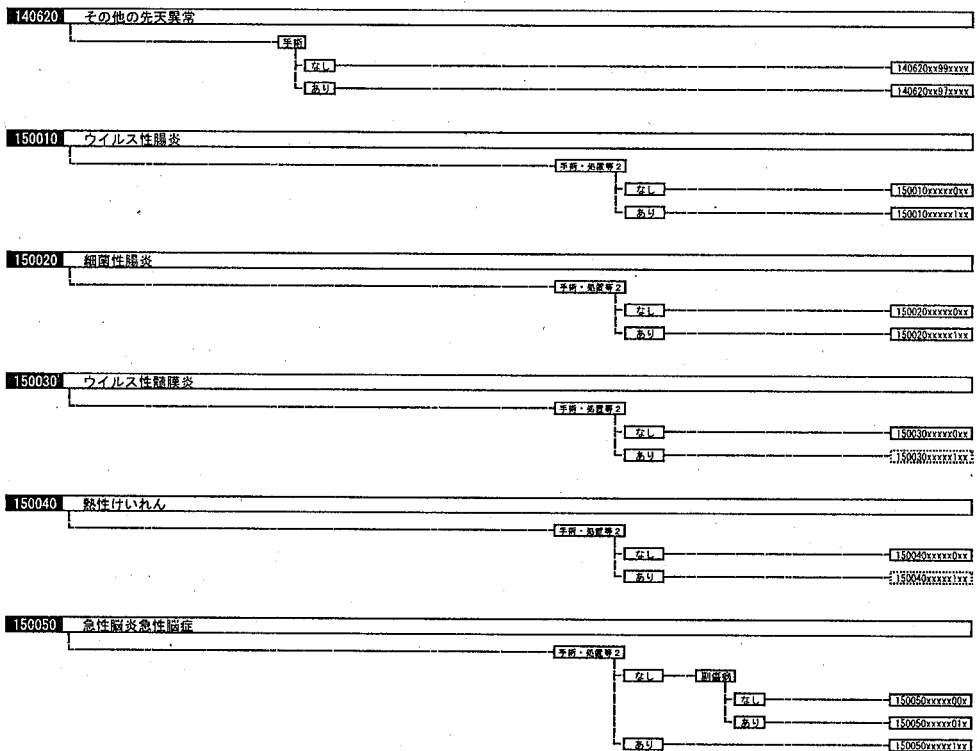 140620 その他の先天異常
手術
なし 140620xx99xxxx
あり 140620xx97xxxx
150010 ウイルス性腸炎
手術・処置等2
なし 150010xxxxx0xx
あり 150010xxxxx1xx
150020 細菌性腸炎
手術・処置等2
なし 150020xxxxx0xx
あり 150020xxxxx1xx
150030 ウイルス性髄膜炎
手術・処置等2
なし 150030xxxxx0xx
あり 150030xxxxx1xx
150040 熱性けいれん
手術・処置等2
なし 150040xxxxx0xx
あり 150040xxxxx1xx
150050 急性脳炎急性脳症
手術・処置等2
なし 副傷病
なし 150050xxxxx00x
あり 150050xxxxx01x
あり 150050xxxxx1xx